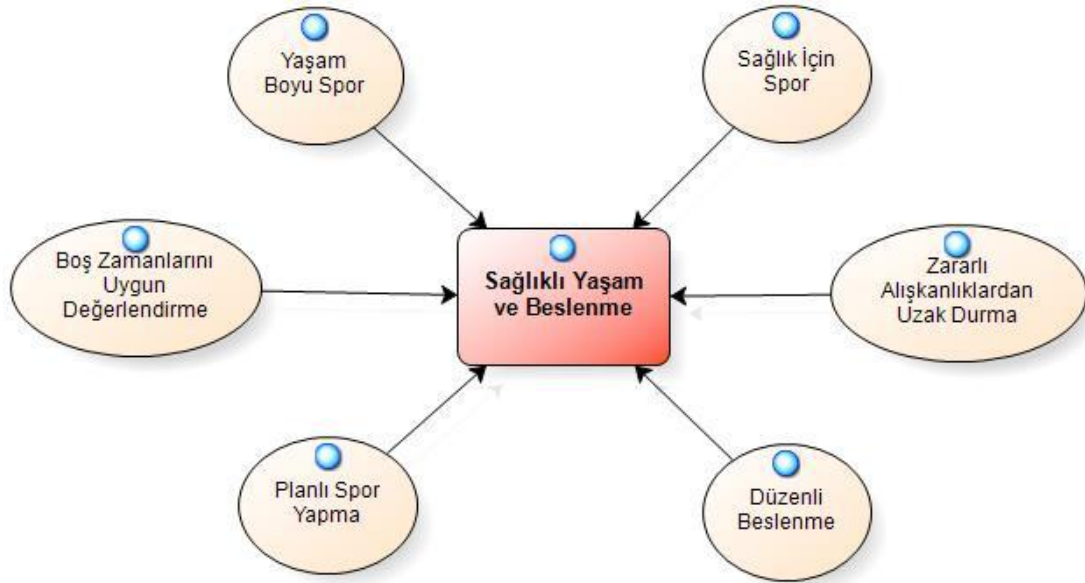 Yaşam
Boyu Spor
Sağlık İçin
Spor
Boş Zamanlarını
Uygun
Değerlendirme
Sağlıklı Yaşam
ve Beslenme
Zararlı
Alışkanlıklardan
Uzak Durma
Planlı Spor
Yapma
Düzenli
Beslenme